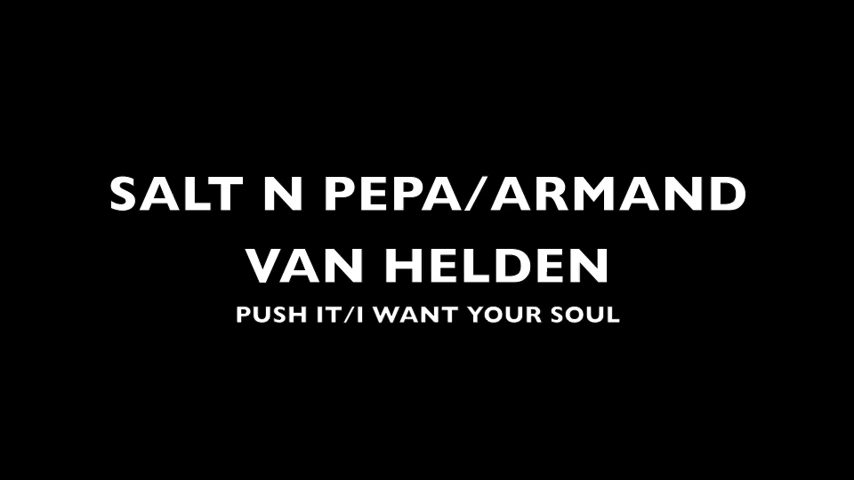 SALT N PEPA/ARMAND
VAN HELDEN
PUSH IT/I WANT YOUR SOUL